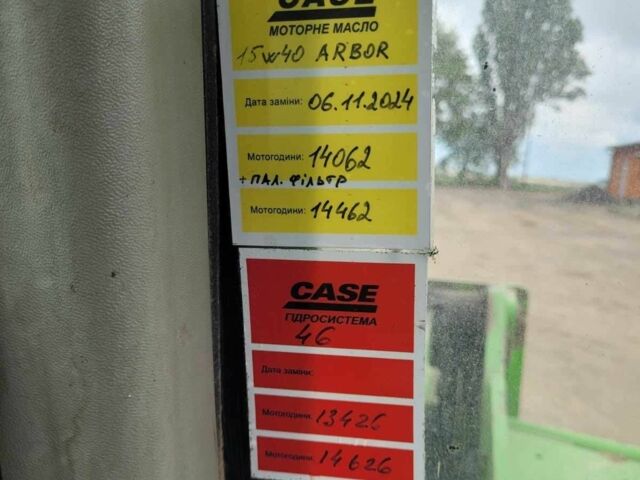 CASE
МОТОРНЕ МАСЛО
15w40 ARBOR
Дата заміни: 06.11.2024
Мотогодини: 14062
+ ПАЛ. ФІЛЬТР
Мотогодини: 14462
CASE
ГІДРОСИСТЕМА
46
Дата заміни:
Мотогодини: 13426
Мотогодини: 14626